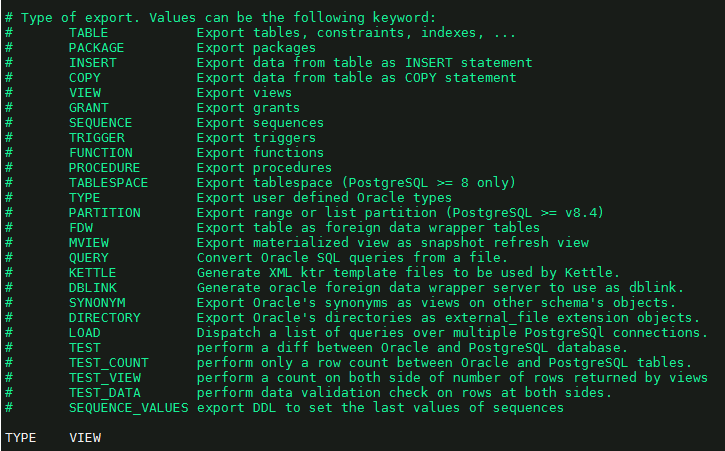 # Type of export. Values can be the following keyword:
#       TABLE           Export tables, constraints, indexes, ...
#       PACKAGE         Export packages
#       INSERT          Export data from table as INSERT statement
#       COPY            Export data from table as COPY statement
#       VIEW            Export views
#       GRANT           Export grants
#       SEQUENCE        Export sequences
#       TRIGGER         Export triggers
#       FUNCTION        Export functions
#       PROCEDURE       Export procedures
#       TABLESPACE      Export tablespace (PostgreSQL >= 8 only)
#       TYPE            Export user defined Oracle types
#       PARTITION       Export range or list partition (PostgreSQL >= v8.4)
#       FDW             Export table as foreign data wrapper tables
#       MVIEW           Export materialized view as snapshot refresh view
#       QUERY           Convert Oracle SQL queries from a file.
#       KETTLE          Generate XML ktr template files to be used by Kettle.
#       DBLINK          Generate oracle foreign data wrapper server to use as dblink.
#       SYNONYM         Export Oracle's synonyms as views on other schema's objects.
#       DIRECTORY       Export Oracle's directories as external_file extension objects.
#       LOAD            Dispatch a list of queries over multiple PostgreSQl connections.
#       TEST            perform a diff between Oracle and PostgreSQL database.
#       TEST_COUNT      perform only a row count between Oracle and PostgreSQL tables.
#       TEST_VIEW       perform a count on both side of number of rows returned by views
#       TEST_DATA       perform data validation check on rows at both sides.
#       SEQUENCE_VALUES export DDL to set the last values of sequences
TYPE    VIEW